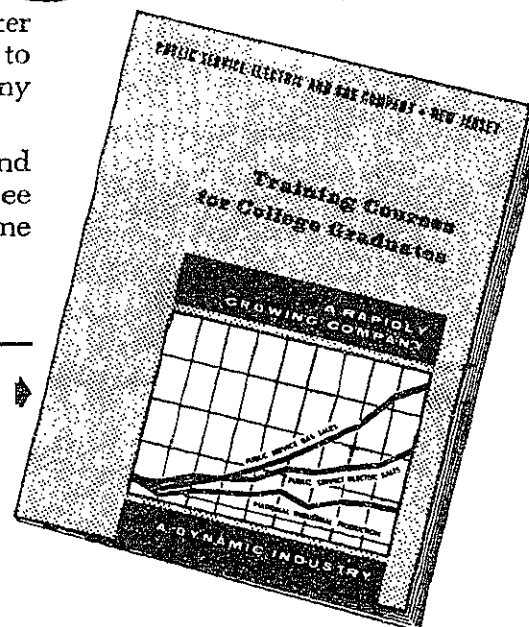 ter
to
ny
nd
ee
me
PUBLIC SERVICE ELECTRIC AND GAS COMPANY • NEW JERSEY
Training Courses
for College Graduates
A RAPIDLY
GROWING COMPANY
PUBLIC SERVICE GAS SALES
PUBLIC SERVICE ELECTRIC SALES
NATIONAL INDUSTRIAL PRODUCTION
A DYNAMIC INDUSTRY